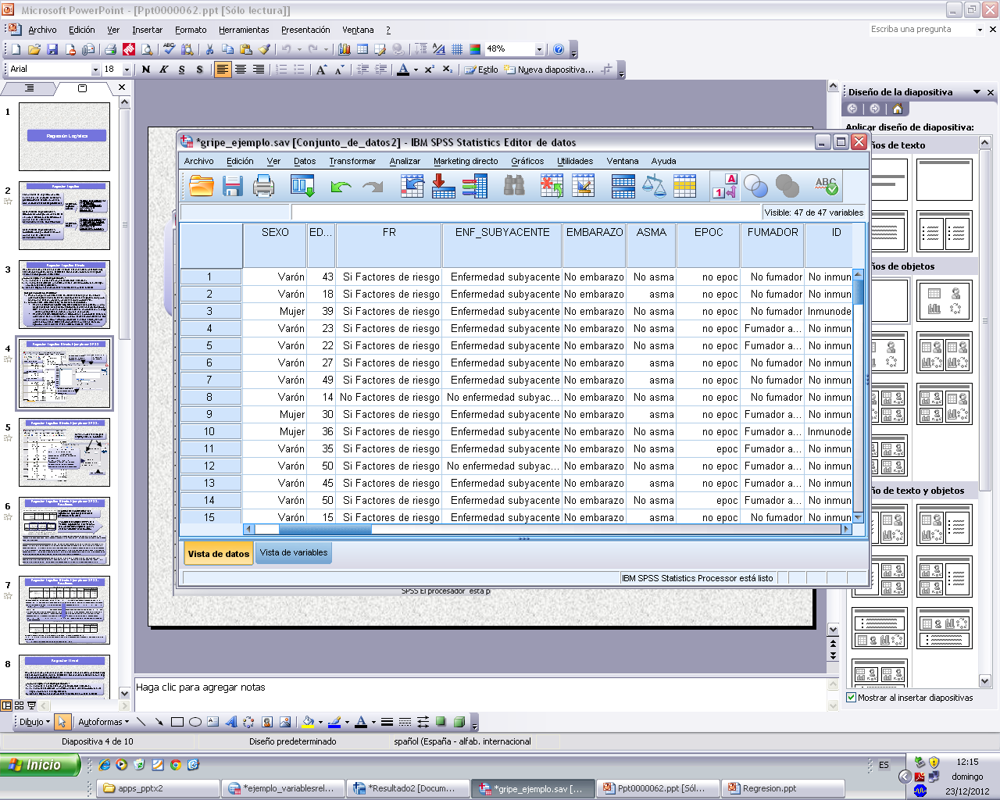 Microsoft PowerPoint - [Ppt0000062.ppt [Sólo lectura]]
Archivo Edición Ver Insertar Formato Herramientas Presentación Ventana ?
Escriba una pregunta
48%
Arial 18 N K S S Estilo Nueva diapositiva...
Diseño de la diapositiva
Aplicar diseño de diapositiva:
ños de texto
ños de objetos
ño de texto y objetos
Mostrar al insertar diapositivas
1
Regresión Logística
2
3
4
5
6
7
8
*gripe_ejemplo.sav [Conjunto_de_datos2] - IBM SPSS Statistics Editor de datos
Archivo Edición Ver Datos Transformar Analizar Marketing directo Gráficos Utilidades Ventana Ayuda
Visible: 47 de 47 variables
SEXO ED... FR ENF_SUBYACENTE EMBARAZO ASMA EPOC FUMADOR ID
1 Varón 43 Si Factores de riesgo Enfermedad subyacente No embarazo No asma no epoc No fumador No inmun
2 Varón 18 Si Factores de riesgo Enfermedad subyacente No embarazo asma no epoc No fumador No inmun
3 Mujer 39 Si Factores de riesgo Enfermedad subyacente No embarazo No asma no epoc No fumador Inmunode
4 Varón 23 Si Factores de riesgo Enfermedad subyacente No embarazo No asma no epoc Fumador a... No inmun
5 Varón 22 Si Factores de riesgo Enfermedad subyacente No embarazo asma no epoc Fumador a... No inmun
6 Varón 27 Si Factores de riesgo Enfermedad subyacente No embarazo asma no epoc No fumador No inmun
7 Varón 49 Si Factores de riesgo Enfermedad subyacente No embarazo asma no epoc No fumador No inmun
8 Varón 14 No Factores de riesgo No enfermedad subyac... No embarazo No asma no epoc No fumador No inmun
9 Mujer 30 Si Factores de riesgo Enfermedad subyacente No embarazo No asma no epoc Fumador a... No inmun
10 Mujer 36 Si Factores de riesgo Enfermedad subyacente No embarazo No asma no epoc Fumador a... Inmunode
11 Varón 35 Si Factores de riesgo Enfermedad subyacente No embarazo No asma epoc Fumador a... No inmun
12 Varón 50 Si Factores de riesgo No enfermedad subyac... No embarazo No asma no epoc Fumador a... No inmun
13 Varón 45 Si Factores de riesgo Enfermedad subyacente No embarazo No asma no epoc Fumador a... No inmun
14 Varón 50 Si Factores de riesgo Enfermedad subyacente No embarazo No asma epoc Fumador a... No inmun
15 Varón 15 Si Factores de riesgo Enfermedad subyacente No embarazo asma no epoc No fumador No inmun
Vista de datos Vista de variables
IBM SPSS Statistics Processor está listo
SPSS El procesador está p
Haga clic para agregar notas
Dibujo Autoformas
Diapositiva 4 de 10 Diseño predeterminado spañol (España - alfab. internacional
Inicio
ES
12:15
domingo
23/12/2012
apps_pptx2 *ejemplo_variablesrel... *Resultado2 [Docum... *gripe_ejemplo.sav [... Ppt0000062.ppt [Sól... Regresion.ppt